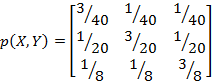 p(X,Y) = [ 3/40 1/40 1/40
1/20 3/20 1/20
1/8 1/8 3/8 ]